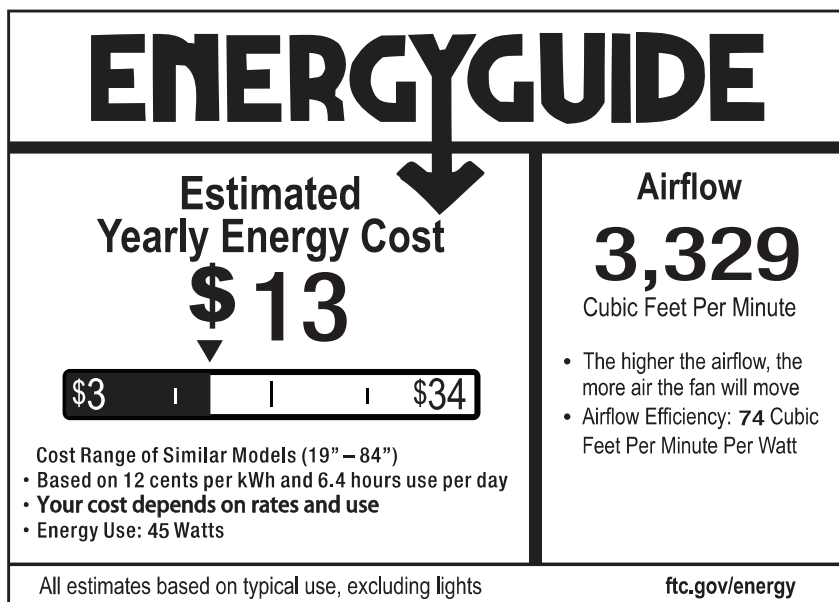 ENERGYGUIDE
Estimated
Yearly Energy Cost
$13
$3
$34
Cost Range of Similar Models (19” – 84”)
• Based on 12 cents per kWh and 6.4 hours use per day
• Your cost depends on rates and use
• Energy Use: 45 Watts
Airflow
3,329
Cubic Feet Per Minute
• The higher the airflow, the
more air the fan will move
• Airflow Efficiency: 74 Cubic
Feet Per Minute Per Watt
All estimates based on typical use, excluding lights
ftc.gov/energy